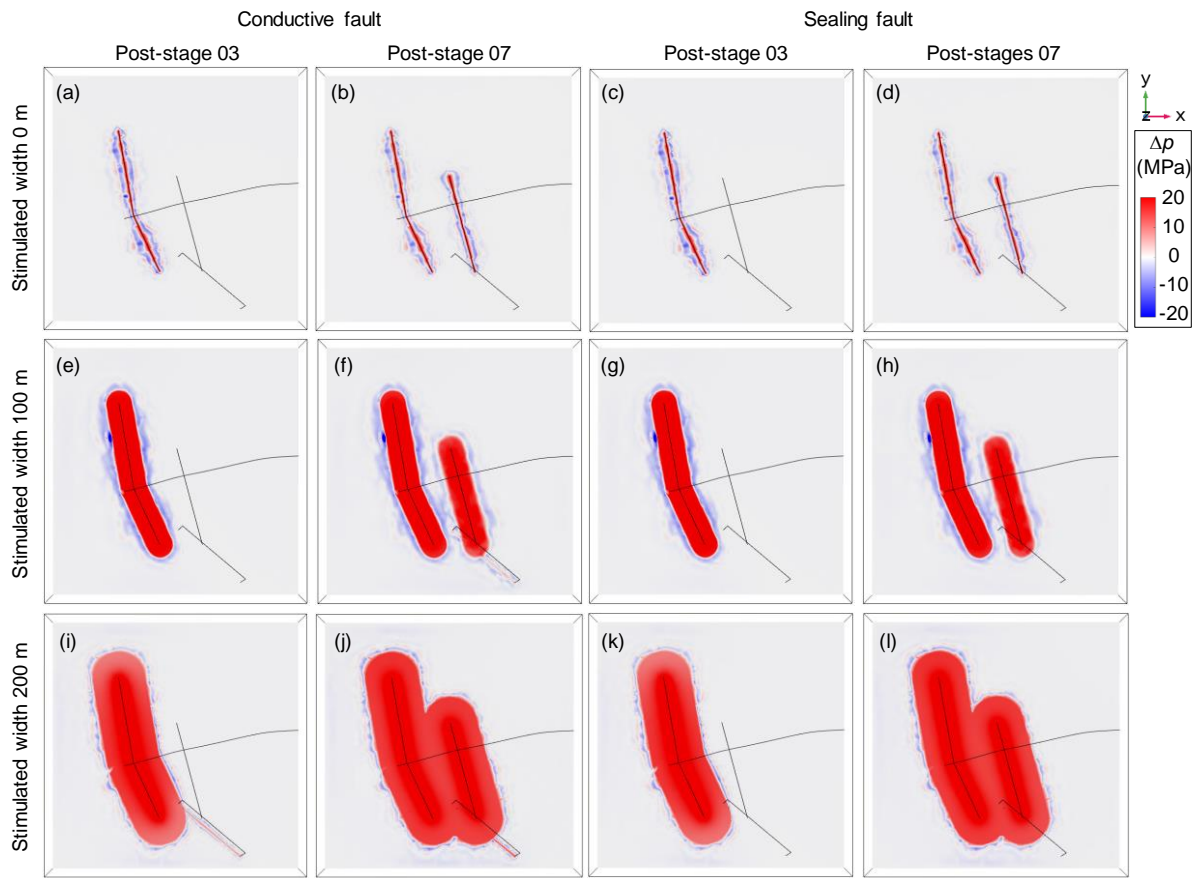 Conductive fault
Sealing fault
Post-stage 03
Post-stage 07
Post-stage 03
Post-stages 07
Stimulated width 0 m
(a)
(b)
(c)
(d)
y
z
x
Δp
(MPa)
20
10
0
-10
-20
Stimulated width 100 m
(e)
(f)
(g)
(h)
Stimulated width 200 m
(i)
(j)
(k)
(l)